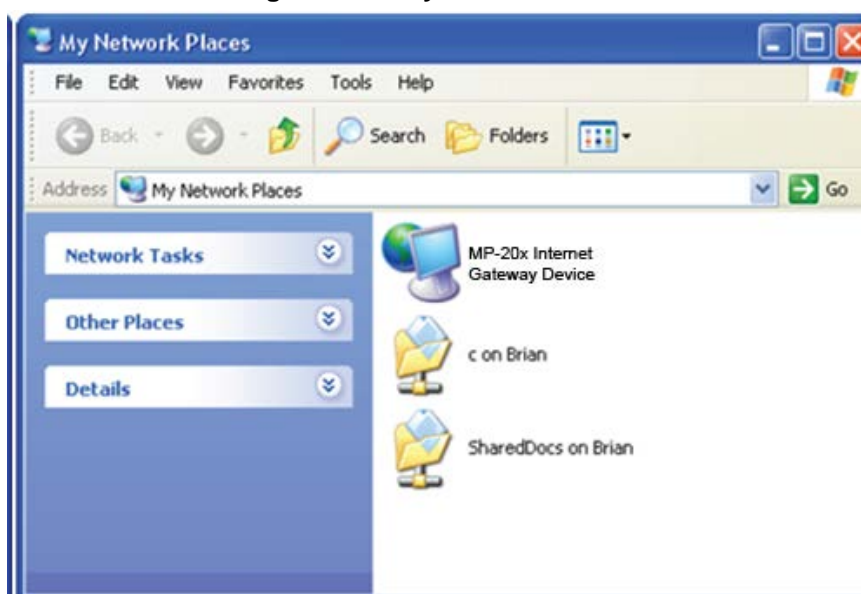 My Network Places
File Edit View Favorites Tools Help
Back Search Folders
Address My Network Places Go
Network Tasks
Other Places
Details
MP-20x Internet
Gateway Device
c on Brian
SharedDocs on Brian